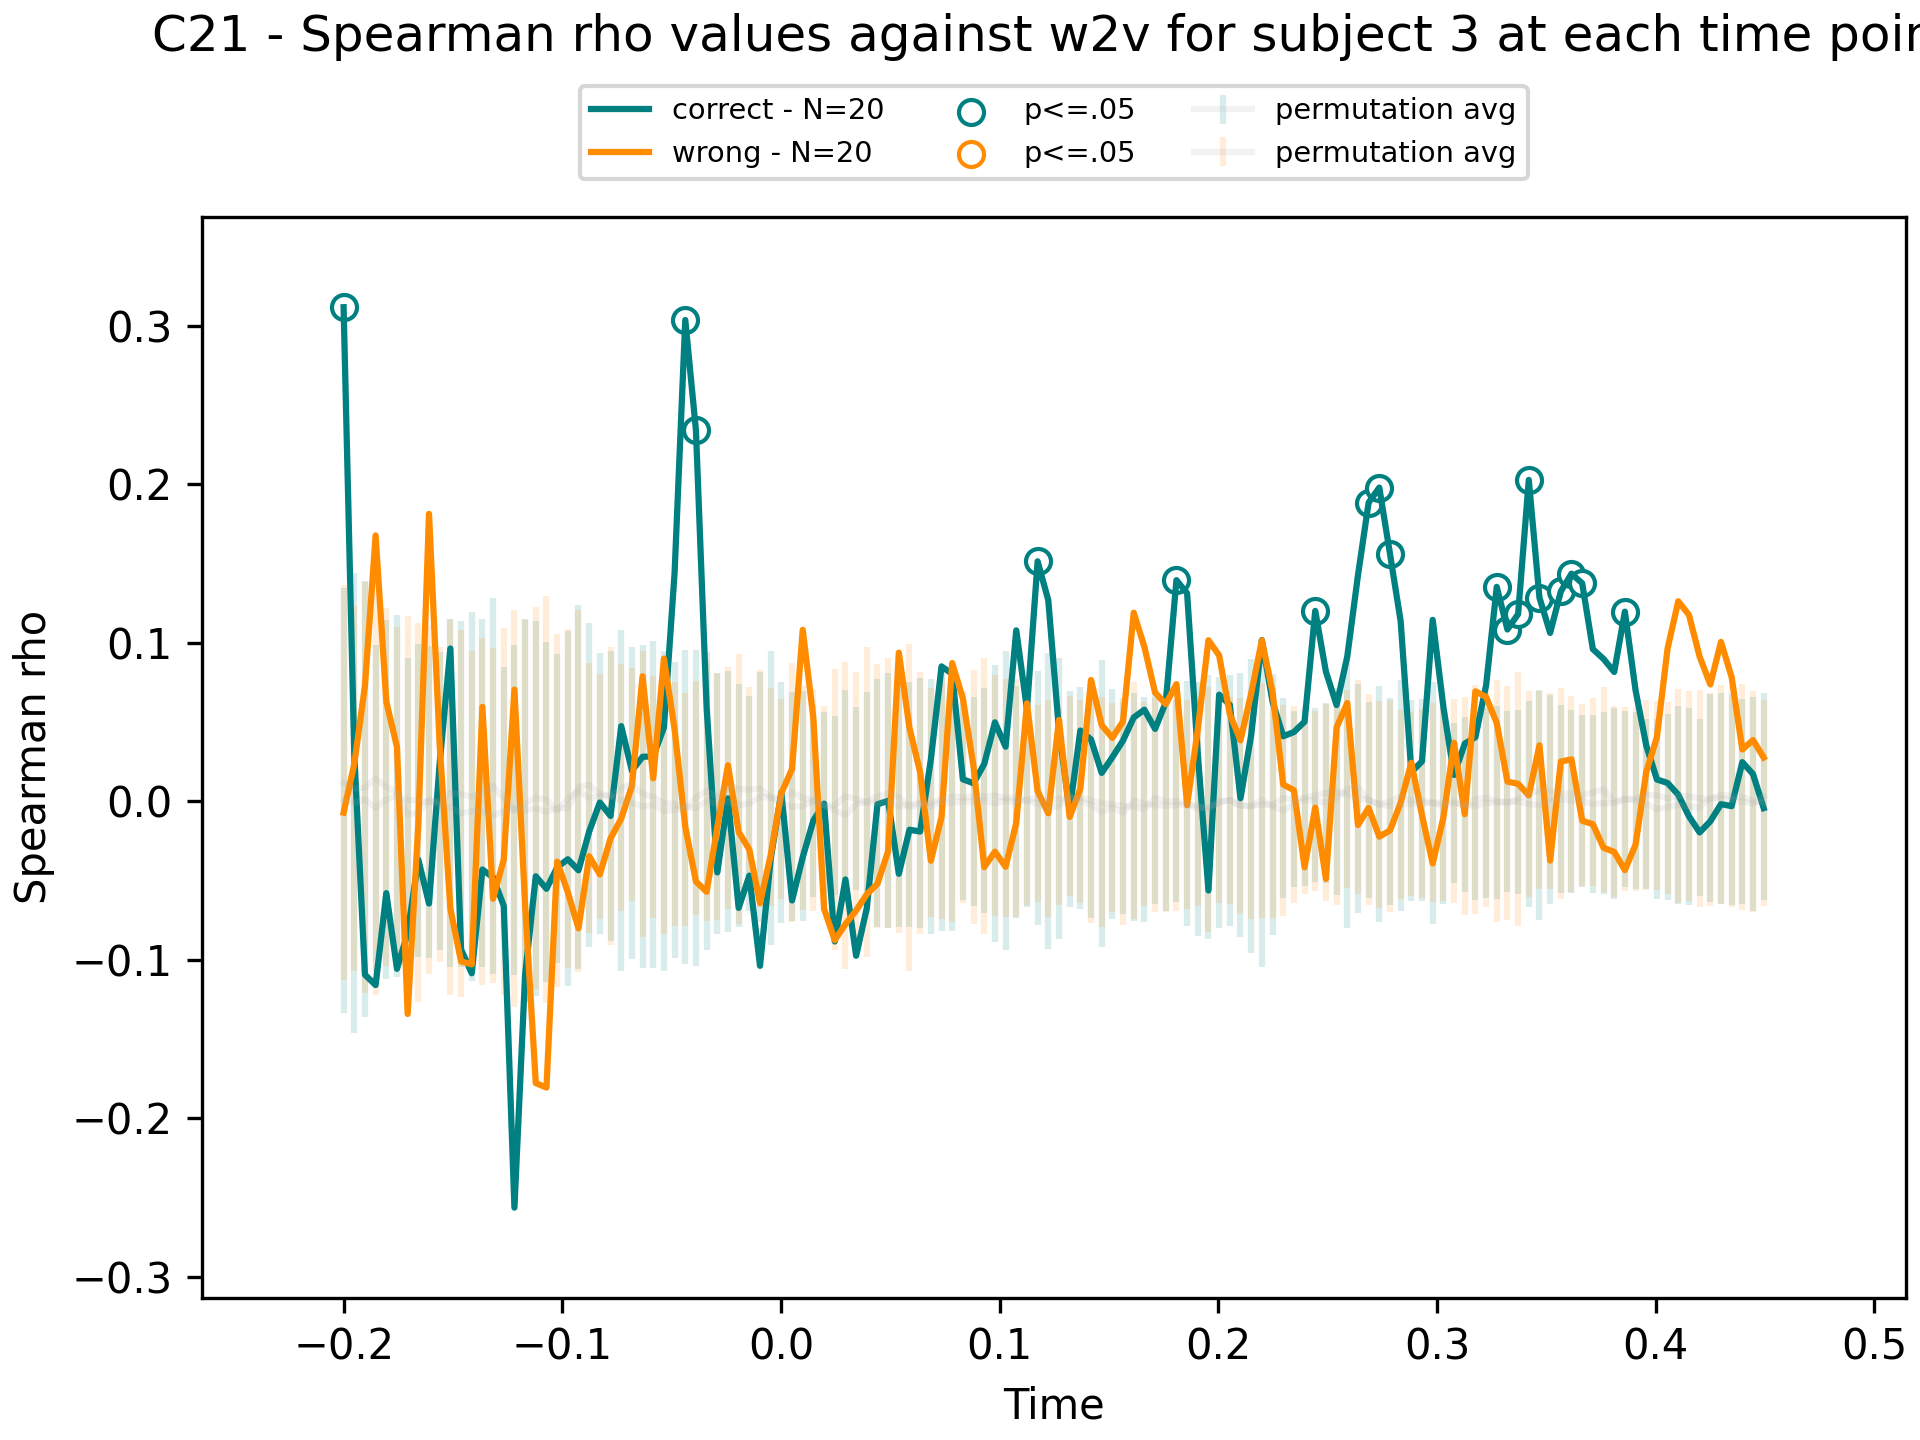 C21 - Spearman rho values against w2v for subject 3 at each time poin
correct - N=20
wrong - N=20
p<=.05
p<=.05
permutation avg
permutation avg
Spearman rho
0.3
0.2
0.1
0.0
−0.1
−0.2
−0.3
−0.2
−0.1
0.0
0.1
0.2
0.3
0.4
0.5
Time